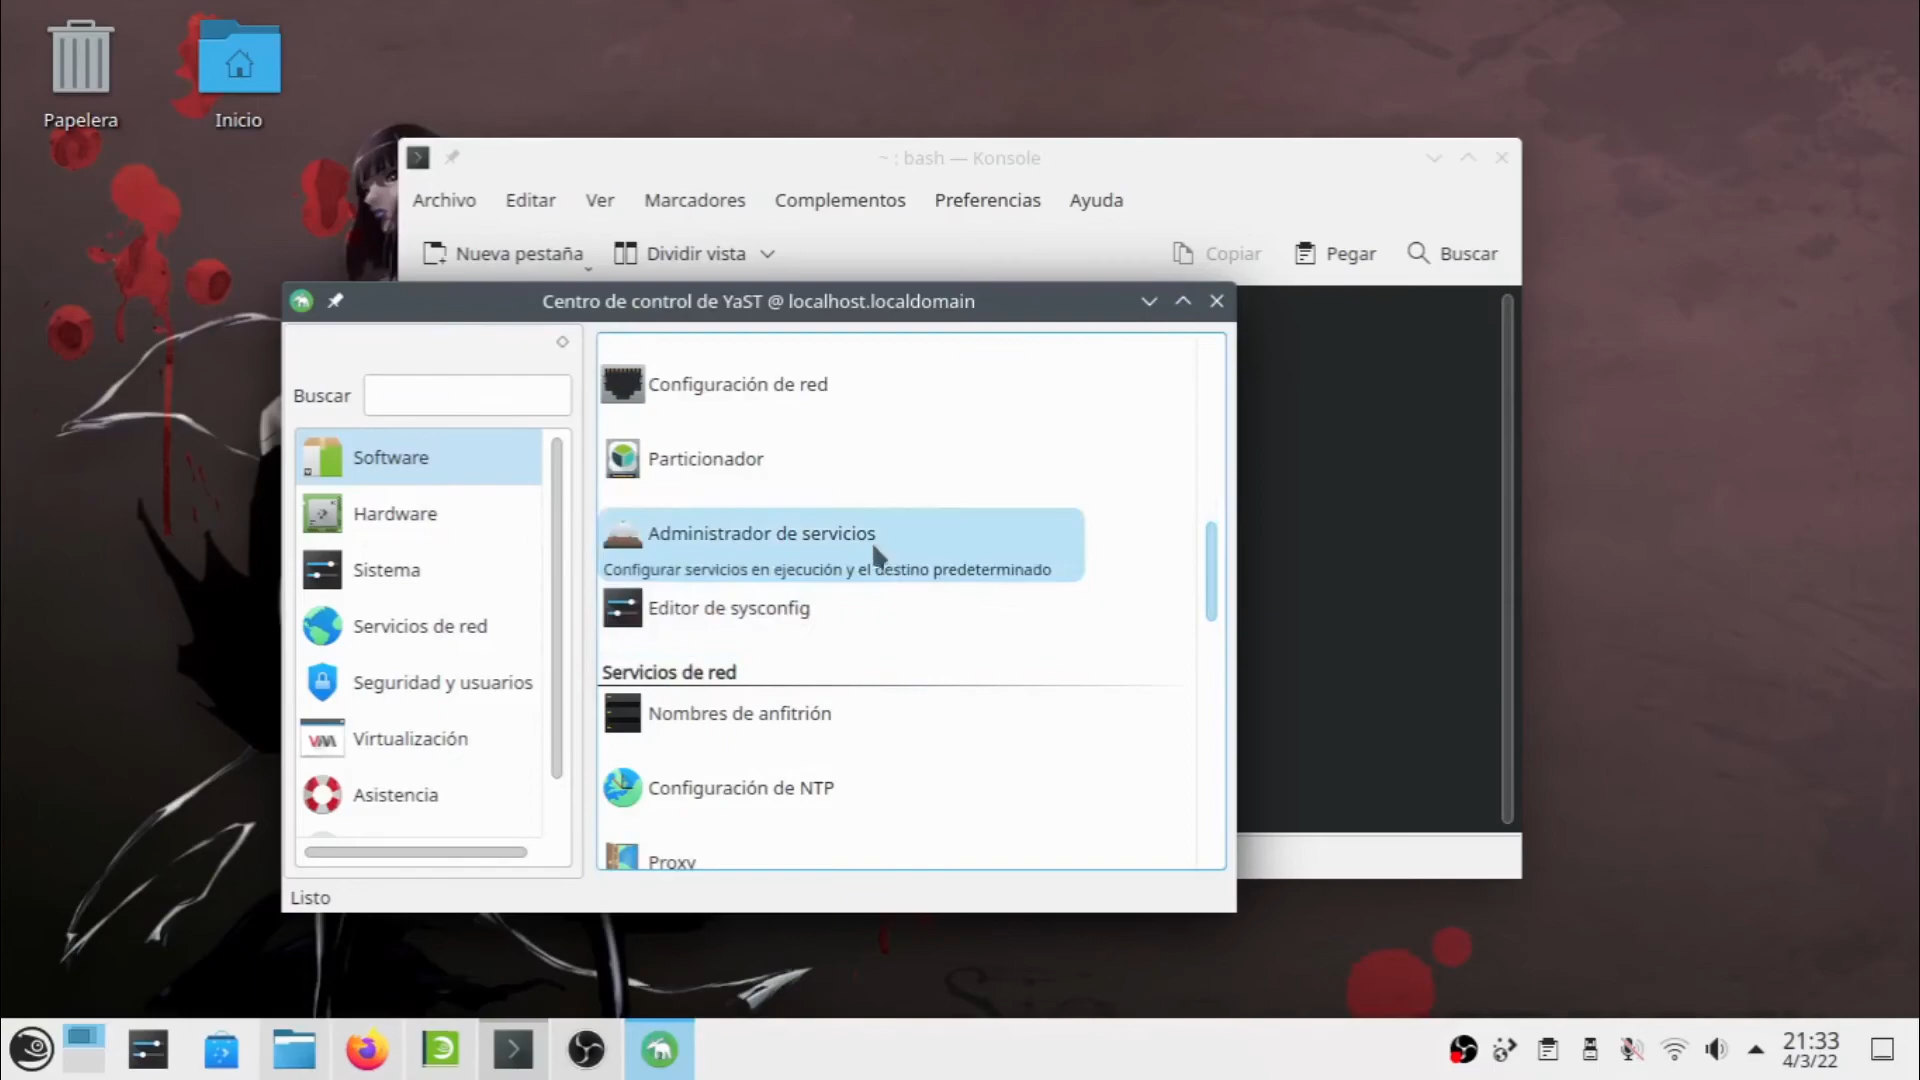 Papelera
Inicio
~ : bash — Konsole
Archivo Editar Ver Marcadores Complementos Preferencias Ayuda
Nueva pestaña Dividir vista Copiar Pegar Buscar
Centro de control de YaST @ localhost.localdomain
Buscar
Software
Hardware
Sistema
Servicios de red
Seguridad y usuarios
Virtualización
Asistencia
Configuración de red
Particionador
Administrador de servicios
Configurar servicios en ejecución y el destino predeterminado
Editor de sysconfig
Servicios de red
Nombres de anfitrión
Configuración de NTP
Proxy
Listo
21:33
4/3/22